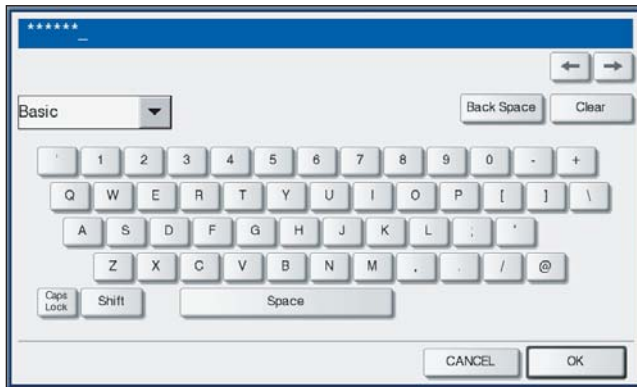 ******_
← →
Basic Back Space Clear
' 1 2 3 4 5 6 7 8 9 0 - +
Q W E R T Y U I O P [ ] \
A S D F G H J K L ; '
Z X C V B N M , . / @
Caps Lock Shift Space
CANCEL OK